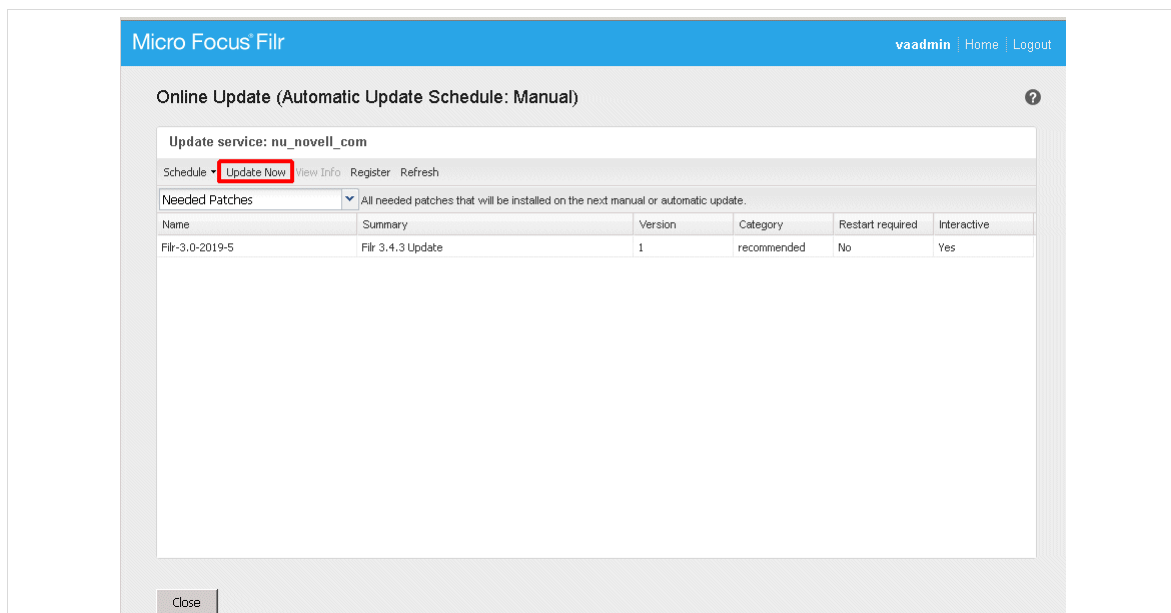 Micro Focus® Filr
vaadmin Home Logout
Online Update (Automatic Update Schedule: Manual)
?
Update service: nu_novell_com
Schedule Update Now View Info Register Refresh
Needed Patches All needed patches that will be installed on the next manual or automatic update.
Name Summary Version Category Restart required Interactive
Filr-3.0-2019-5 Filr 3.4.3 Update 1 recommended No Yes
Close